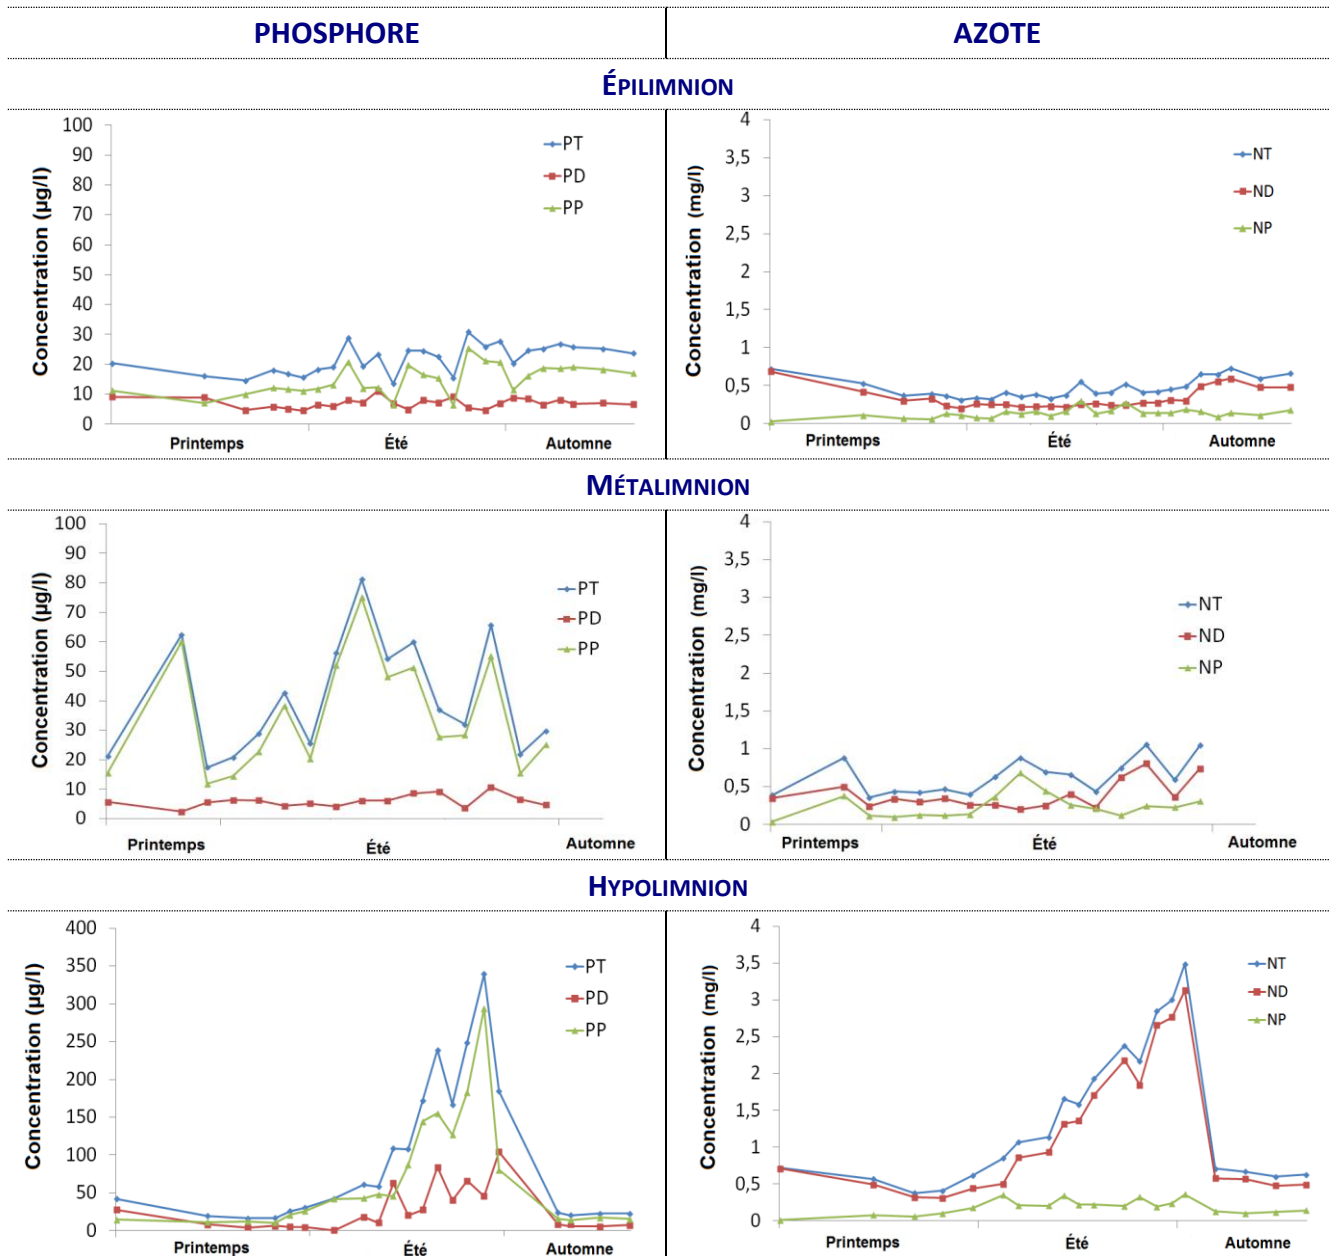 PHOSPHORE
AZOTE
ÉPILIMNION
100
90
80
70
60
50
40
30
20
10
0
Concentration (µg/l)
PT
PD
PP
Printemps
Été
Automne
4
3,5
3
2,5
2
1,5
1
0,5
0
Concentration (mg/l)
NT
ND
NP
Printemps
Été
Automne
MÉTALIMNION
100
90
80
70
60
50
40
30
20
10
0
Concentration (µg/l)
PT
PD
PP
Printemps
Été
Automne
4
3,5
3
2,5
2
1,5
1
0,5
0
Concentration (mg/l)
NT
ND
NP
Printemps
Été
Automne
HYPOLIMNION
400
350
300
250
200
150
100
50
0
Concentration (µg/l)
PT
PD
PP
Printemps
Été
Automne
4
3,5
3
2,5
2
1,5
1
0,5
0
Concentration (mg/l)
NT
ND
NP
Printemps
Été
Automne